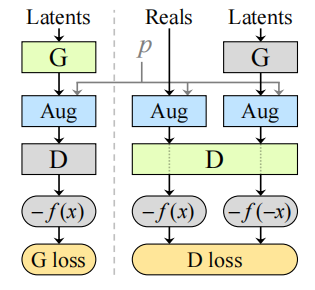 Latents Reals Latents
G p G
Aug Aug Aug
D D
−f(x) −f(x) −f(−x)
G loss D loss